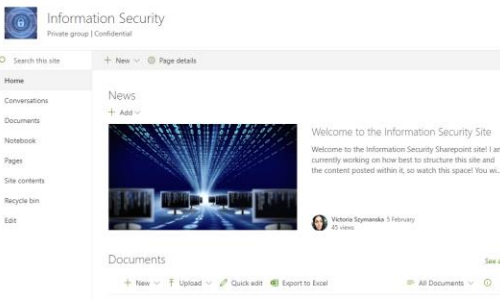 Information Security
Private group | Confidential
Search this site
+ New
Page details
Home
Conversations
Documents
Notebook
Pages
Site contents
Recycle bin
Edit
News
+ Add
Welcome to the Information Security Site
Welcome to the Information Security Sharepoint site! I am
currently working on how best to structure this site and
the content posted within it, so watch this space! You wi...
Victoria Szymanska 5 February
45 views
Documents
See a
+ New
Upload
Quick edit
Export to Excel
All Documents